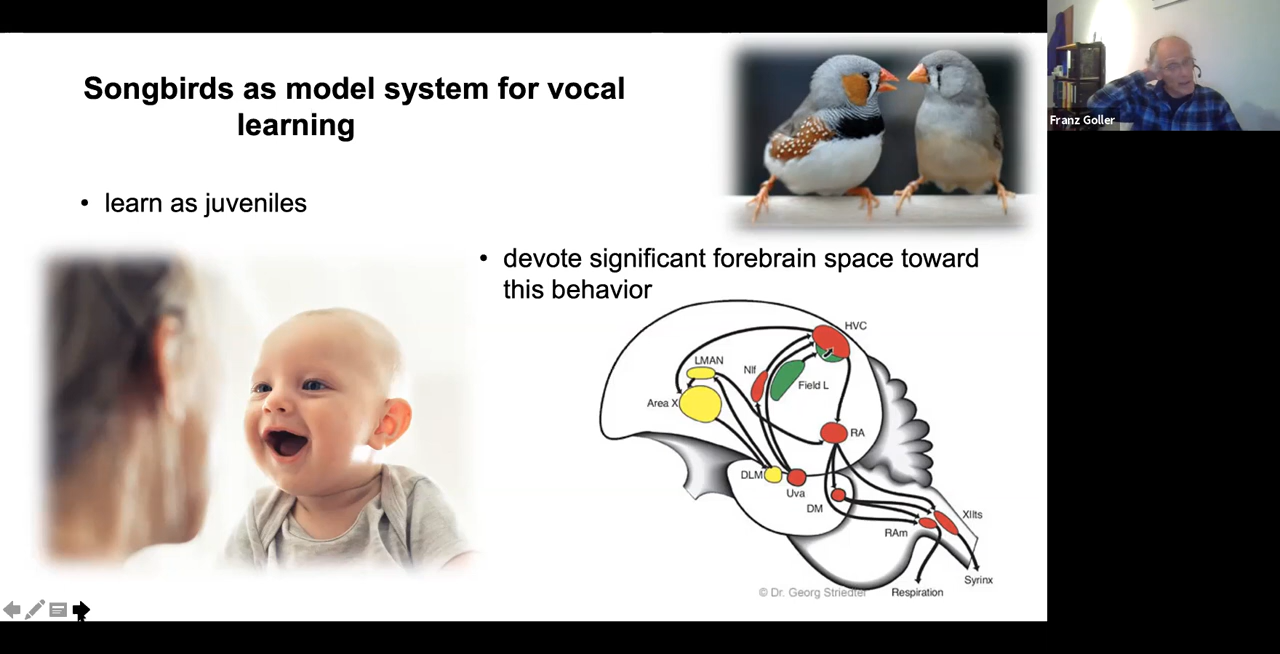 Songbirds as model system for vocal
learning
• learn as juveniles
• devote significant forebrain space toward
this behavior
HVC
LMAN
NIf
Field L
Area X
RA
DLM
Uva
DM
XIIts
RAm
Syrinx
© Dr. Georg Striedter
Respiration
Franz Goller